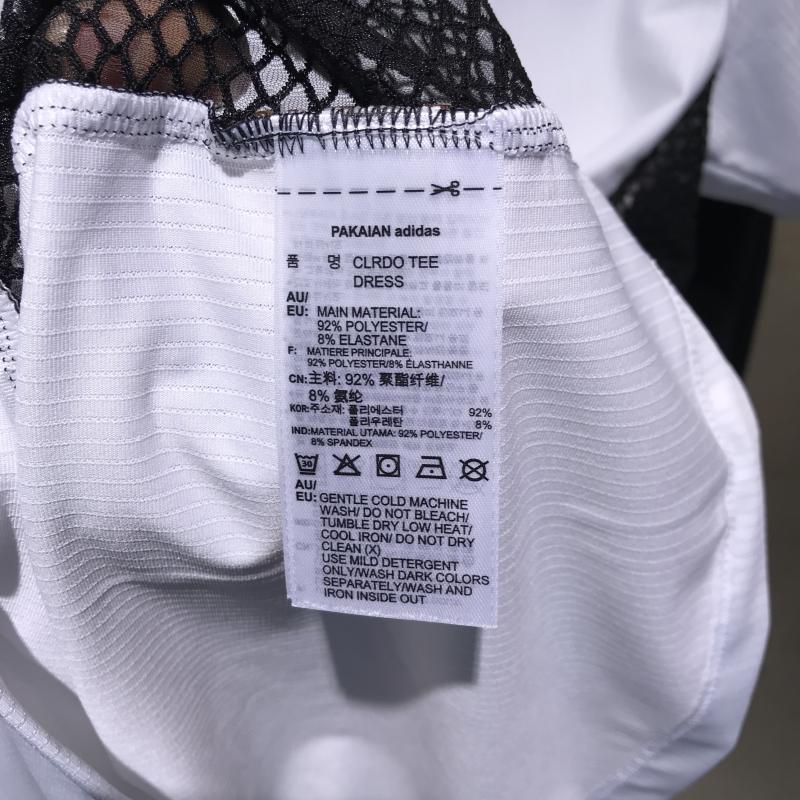 PAKAIAN adidas
품 명 CLRDO TEE
DRESS
AU/
EU: MAIN MATERIAL:
92% POLYESTER/
8% ELASTANE
F: MATIERE PRINCIPALE:
92% POLYESTER/8% ÉLASTHANNE
CN:主料: 92% 聚酯纤维/
8% 氨纶
KOR:주소재: 폴리에스터 92%
폴리우레탄 8%
IND:MATERIAL UTAMA: 92% POLYESTER/
8% SPANDEX
30
AU/
EU: GENTLE COLD MACHINE
WASH/ DO NOT BLEACH/
TUMBLE DRY LOW HEAT/
COOL IRON/ DO NOT DRY
CLEAN (X)
USE MILD DETERGENT
ONLY/WASH DARK COLORS
SEPARATELY/WASH AND
IRON INSIDE OUT